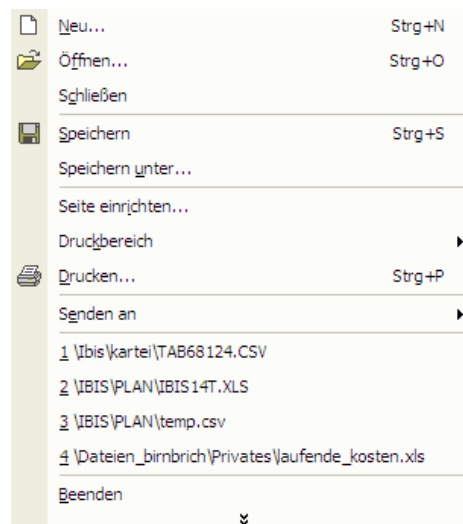 Neu... Strg+N
Öffnen... Strg+O
Schließen
Speichern Strg+S
Speichern unter...
Seite einrichten...
Druckbereich
Drucken... Strg+P
Senden an
1 \Ibis\kartei\TAB68124.CSV
2 \IBIS\PLAN\IBIS14T.XLS
3 \IBIS\PLAN\temp.csv
4 \Dateien_birnbrich\Privates\laufende_kosten.xls
Beenden